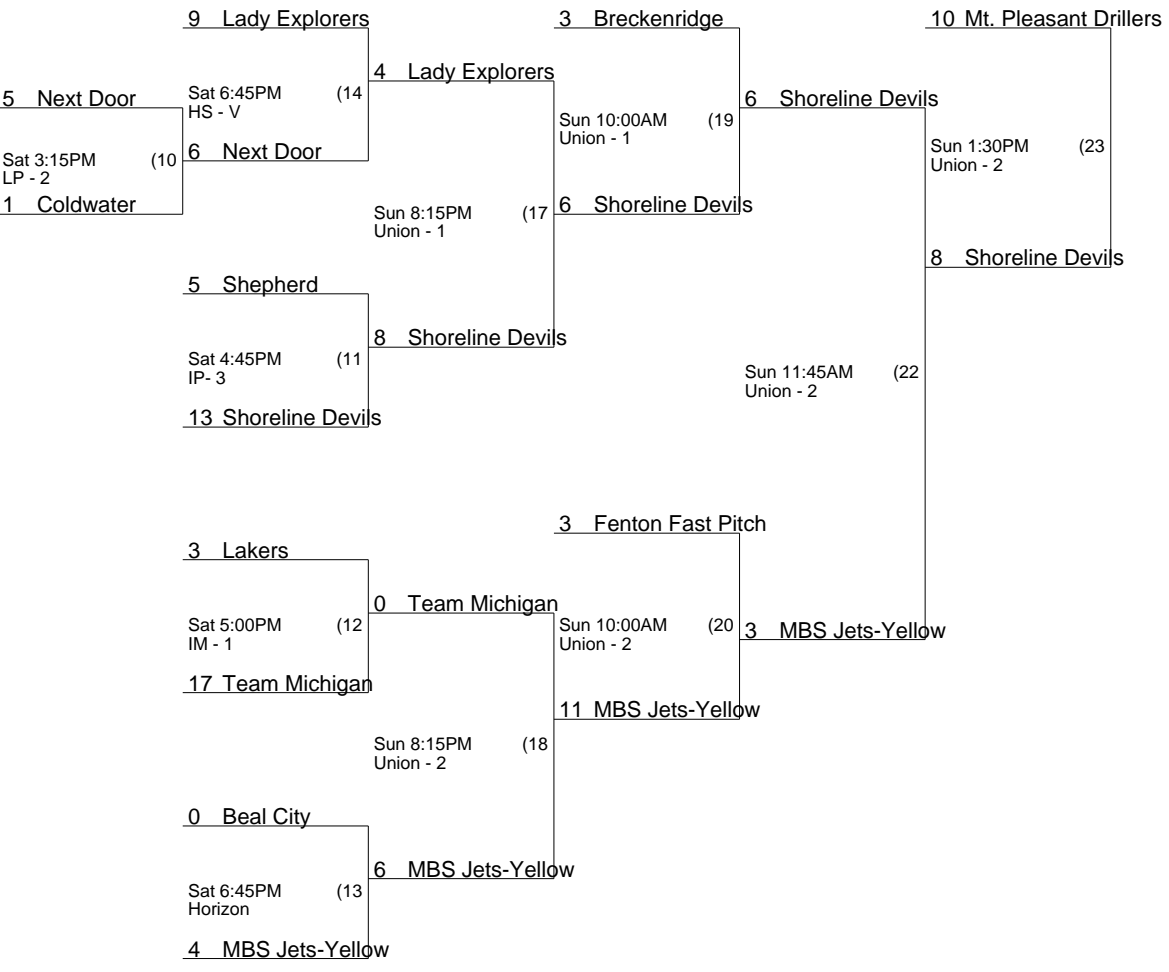 9 Lady Explorers
3 Breckenridge
10 Mt. Pleasant Drillers
4 Lady Explorers
5 Next Door
Sat 6:45PM (14
HS - V
6 Shoreline Devils
Sun 10:00AM (19
Union - 1
Sun 1:30PM (23
Union - 2
6 Next Door
Sat 3:15PM (10
LP - 2
1 Coldwater
Sun 8:15PM (17
Union - 1
6 Shoreline Devils
8 Shoreline Devils
5 Shepherd
8 Shoreline Devils
Sat 4:45PM (11
IP- 3
Sun 11:45AM (22
Union - 2
13 Shoreline Devils
3 Fenton Fast Pitch
3 Lakers
0 Team Michigan
Sat 5:00PM (12
IM - 1
Sun 10:00AM (20
Union - 2
3 MBS Jets-Yellow
17 Team Michigan
11 MBS Jets-Yellow
Sun 8:15PM (18
Union - 2
0 Beal City
6 MBS Jets-Yellow
Sat 6:45PM (13
Horizon
4 MBS Jets-Yellow